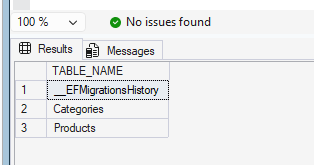 100 %
No issues found
Results
Messages
TABLE_NAME
1 __EFMigrationsHistory
2 Categories
3 Products